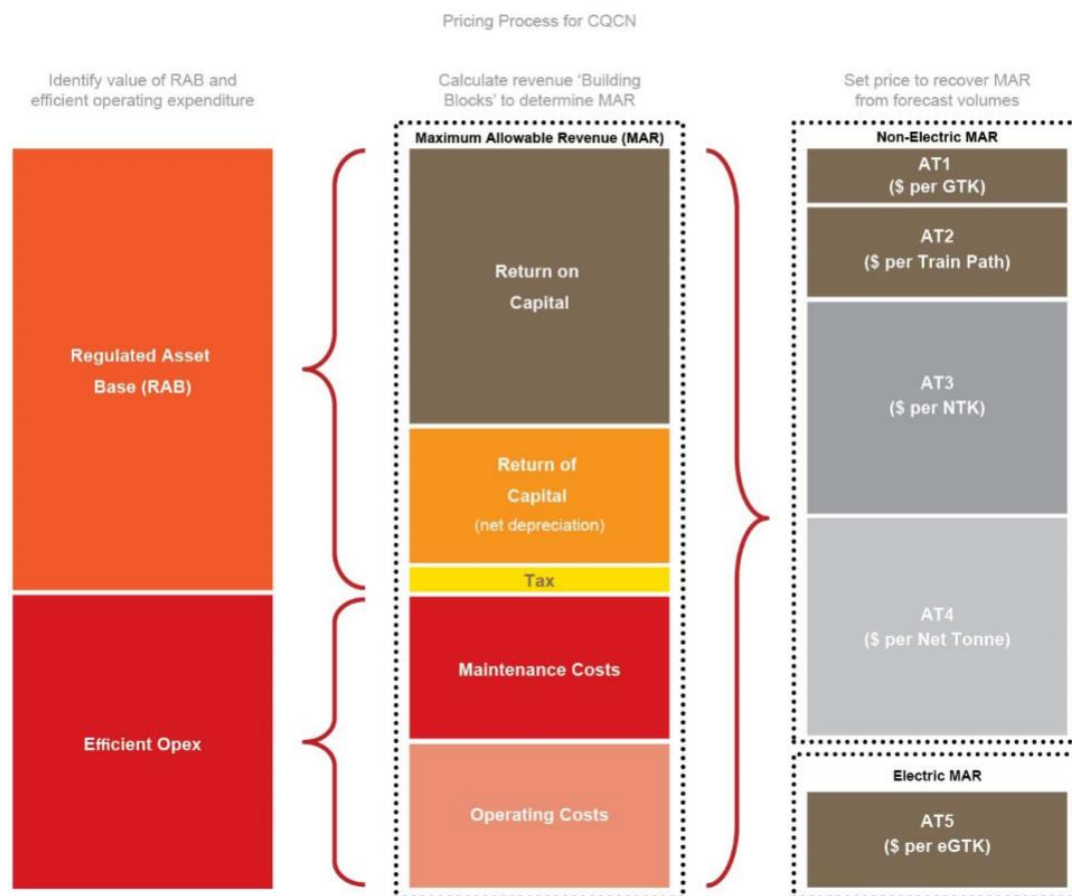 Pricing Process for CQCN
Identify value of RAB and
efficient operating expenditure
Calculate revenue ‘Building
Blocks’ to determine MAR
Set price to recover MAR
from forecast volumes
Regulated Asset
Base (RAB)
Efficient Opex
Maximum Allowable Revenue (MAR)
Return on
Capital
Return of
Capital
(net depreciation)
Tax
Maintenance Costs
Operating Costs
Non-Electric MAR
AT1
($ per GTK)
AT2
($ per Train Path)
AT3
($ per NTK)
AT4
($ per Net Tonne)
Electric MAR
AT5
($ per eGTK)